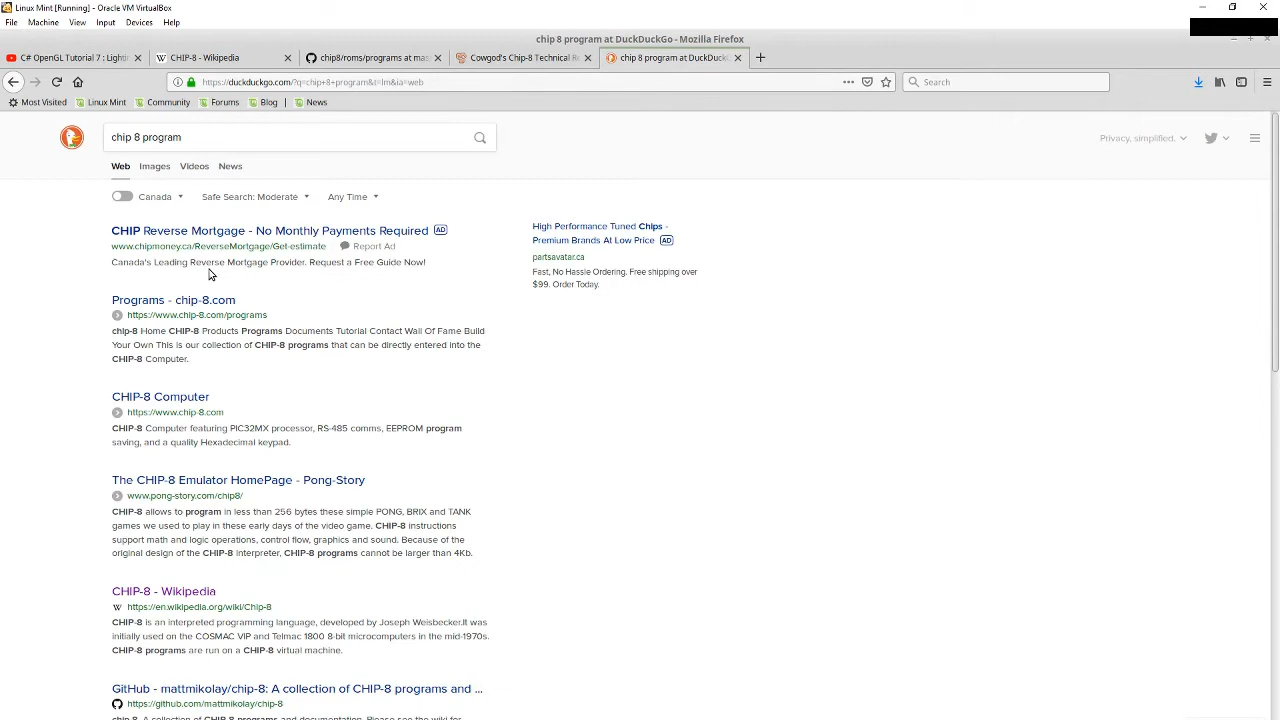 Linux Mint [Running] - Oracle VM VirtualBox
File Machine View Input Devices Help
chip 8 program at DuckDuckGo - Mozilla Firefox
C# OpenGL Tutorial 7 : Light × CHIP-8 - Wikipedia × chip8/roms/programs at mas × Cowgod's Chip-8 Technical Re × chip 8 program at DuckDuck ×
https://duckduckgo.com/?q=chip+8+program&t=lm&ia=web Search
Most Visited Linux Mint Community Forums Blog News
chip 8 program
Privacy, simplified.
Web Images Videos News
Canada Safe Search: Moderate Any Time
CHIP Reverse Mortgage - No Monthly Payments Required AD
www.chipmoney.ca/ReverseMortgage/Get-estimate Report Ad
Canada's Leading Reverse Mortgage Provider. Request a Free Guide Now!
High Performance Tuned Chips -
Premium Brands At Low Price AD
partsavatar.ca
Fast, No Hassle Ordering. Free shipping over
$99. Order Today.
Programs - chip-8.com
https://www.chip-8.com/programs
chip-8 Home CHIP-8 Products Programs Documents Tutorial Contact Wall Of Fame Build
Your Own This is our collection of CHIP-8 programs that can be directly entered into the
CHIP-8 Computer.
CHIP-8 Computer
https://www.chip-8.com
CHIP-8 Computer featuring PIC32MX processor, RS-485 comms, EEPROM program
saving, and a quality Hexadecimal keypad.
The CHIP-8 Emulator HomePage - Pong-Story
www.pong-story.com/chip8/
CHIP-8 allows to program in less than 256 bytes these simple PONG, BRIX and TANK
games we used to play in these early days of the video game. CHIP-8 instructions
support math and logic operations, control flow, graphics and sound. Because of the
original design of the CHIP-8 interpreter, CHIP-8 programs cannot be larger than 4Kb.
CHIP-8 - Wikipedia
W https://en.wikipedia.org/wiki/Chip-8
CHIP-8 is an interpreted programming language, developed by Joseph Weisbecker.It was
initially used on the COSMAC VIP and Telmac 1800 8-bit microcomputers in the mid-1970s.
CHIP-8 programs are run on a CHIP-8 virtual machine.
GitHub - mattmikolay/chip-8: A collection of CHIP-8 programs and ...
https://github.com/mattmikolay/chip-8
chip-8. A collection of CHIP-8 programs and documentation. Please see the wiki for